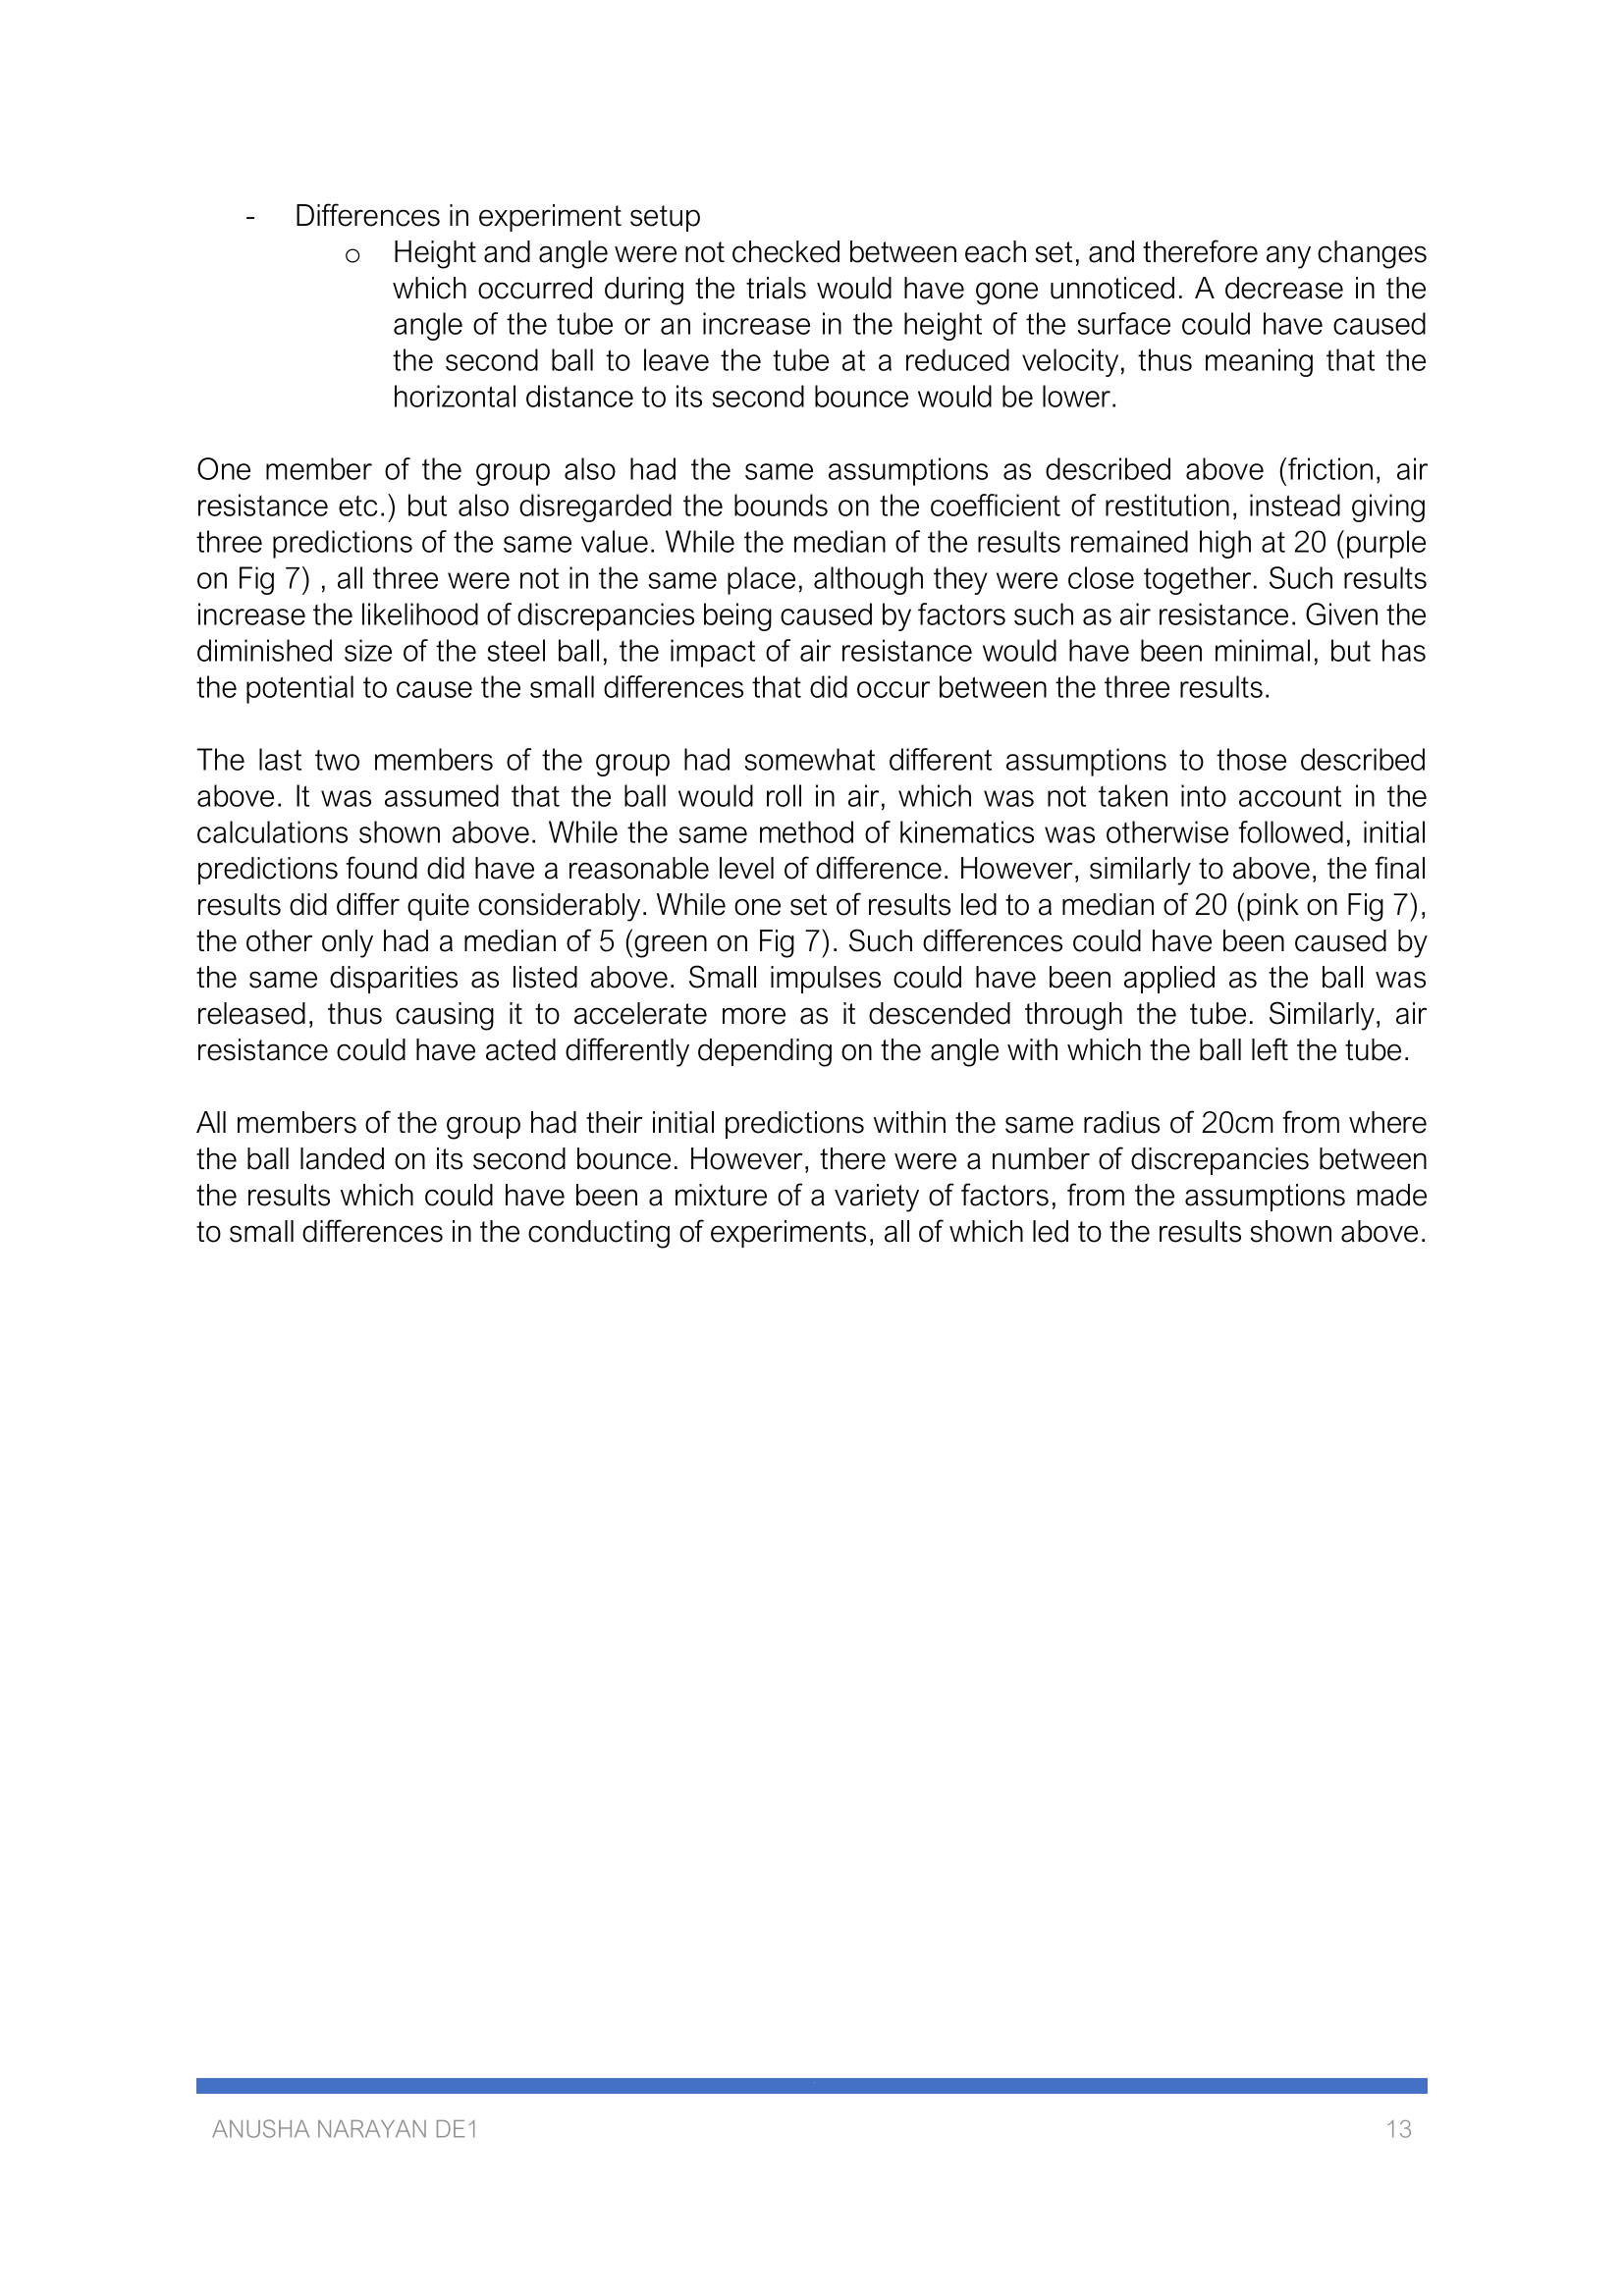 - Differences in experiment setup
o Height and angle were not checked between each set, and therefore any changes
which occurred during the trials would have gone unnoticed. A decrease in the
angle of the tube or an increase in the height of the surface could have caused
the second ball to leave the tube at a reduced velocity, thus meaning that the
horizontal distance to its second bounce would be lower.
One member of the group also had the same assumptions as described above (friction, air
resistance etc.) but also disregarded the bounds on the coefficient of restitution, instead giving
three predictions of the same value. While the median of the results remained high at 20 (purple
on Fig 7) , all three were not in the same place, although they were close together. Such results
increase the likelihood of discrepancies being caused by factors such as air resistance. Given the
diminished size of the steel ball, the impact of air resistance would have been minimal, but has
the potential to cause the small differences that did occur between the three results.
The last two members of the group had somewhat different assumptions to those described
above. It was assumed that the ball would roll in air, which was not taken into account in the
calculations shown above. While the same method of kinematics was otherwise followed, initial
predictions found did have a reasonable level of difference. However, similarly to above, the final
results did differ quite considerably. While one set of results led to a median of 20 (pink on Fig 7),
the other only had a median of 5 (green on Fig 7). Such differences could have been caused by
the same disparities as listed above. Small impulses could have been applied as the ball was
released, thus causing it to accelerate more as it descended through the tube. Similarly, air
resistance could have acted differently depending on the angle with which the ball left the tube.
All members of the group had their initial predictions within the same radius of 20cm from where
the ball landed on its second bounce. However, there were a number of discrepancies between
the results which could have been a mixture of a variety of factors, from the assumptions made
to small differences in the conducting of experiments, all of which led to the results shown above.
ANUSHA NARAYAN DE1
13